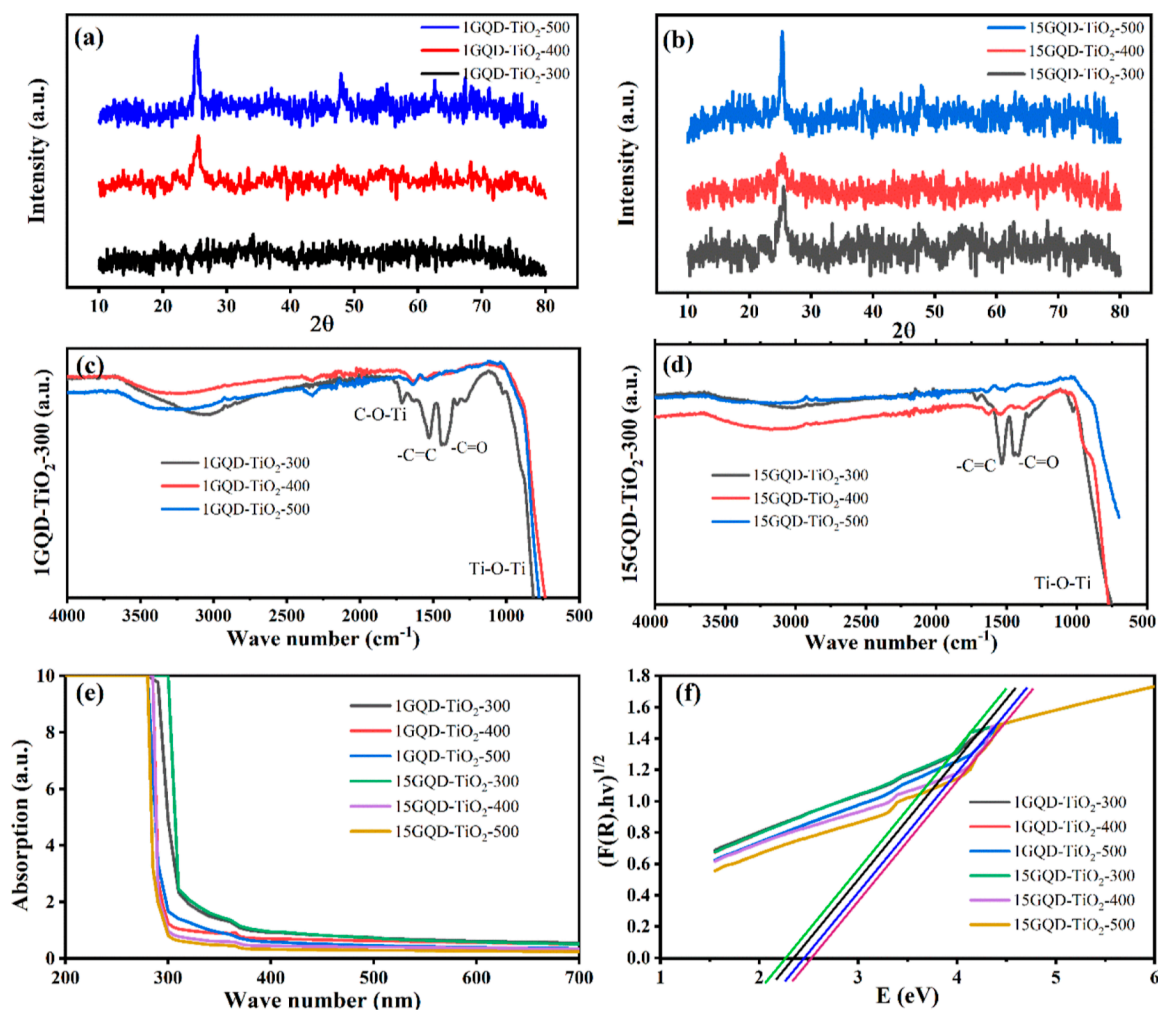 (a)
1GQD-TiO₂-500
1GQD-TiO₂-400
1GQD-TiO₂-300
Intensity (a.u.)
10 20 30 40 50 60 70 80
2θ
(b)
15GQD-TiO₂-500
15GQD-TiO₂-400
15GQD-TiO₂-300
Intensity (a.u.)
10 20 30 40 50 60 70 80
2θ
(c)
1GQD-TiO₂-300 (a.u.)
C-O-Ti
-C=C
-C=O
1GQD-TiO₂-300
1GQD-TiO₂-400
1GQD-TiO₂-500
Ti-O-Ti
4000 3500 3000 2500 2000 1500 1000 500
Wave number (cm⁻¹)
(d)
15GQD-TiO₂-300 (a.u.)
-C=C
-C=O
15GQD-TiO₂-300
15GQD-TiO₂-400
15GQD-TiO₂-500
Ti-O-Ti
4000 3500 3000 2500 2000 1500 1000 500
Wave number (cm⁻¹)
(e)
Absorption (a.u.)
10
8
6
4
2
0
1GQD-TiO₂-300
1GQD-TiO₂-400
1GQD-TiO₂-500
15GQD-TiO₂-300
15GQD-TiO₂-400
15GQD-TiO₂-500
200 300 400 500 600 700
Wave number (nm)
(f)
(F(R).hv)¹/²
1.8
1.6
1.4
1.2
1.0
0.8
0.6
0.4
0.2
0.0
1GQD-TiO₂-300
1GQD-TiO₂-400
1GQD-TiO₂-500
15GQD-TiO₂-300
15GQD-TiO₂-400
15GQD-TiO₂-500
1 2 3 4 5 6
E (eV)